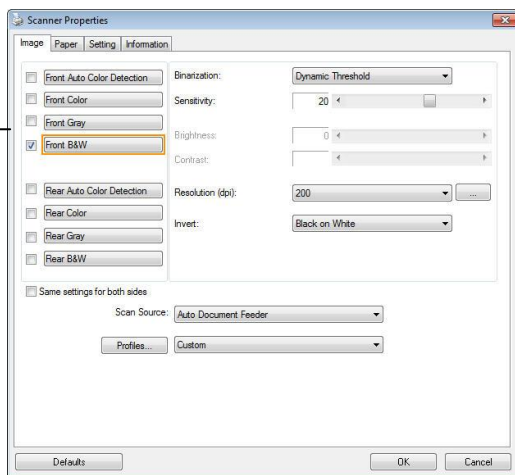 Scanner Properties
Image Paper Setting Information
Front Auto Color Detection
Front Color
Front Gray
Front B&W
Rear Auto Color Detection
Rear Color
Rear Gray
Rear B&W
Binarization: Dynamic Threshold
Sensitivity: 20
Brightness: 0
Contrast:
Resolution (dpi): 200 ...
Invert: Black on White
Same settings for both sides
Scan Source: Auto Document Feeder
Profiles... Custom
Defaults OK Cancel